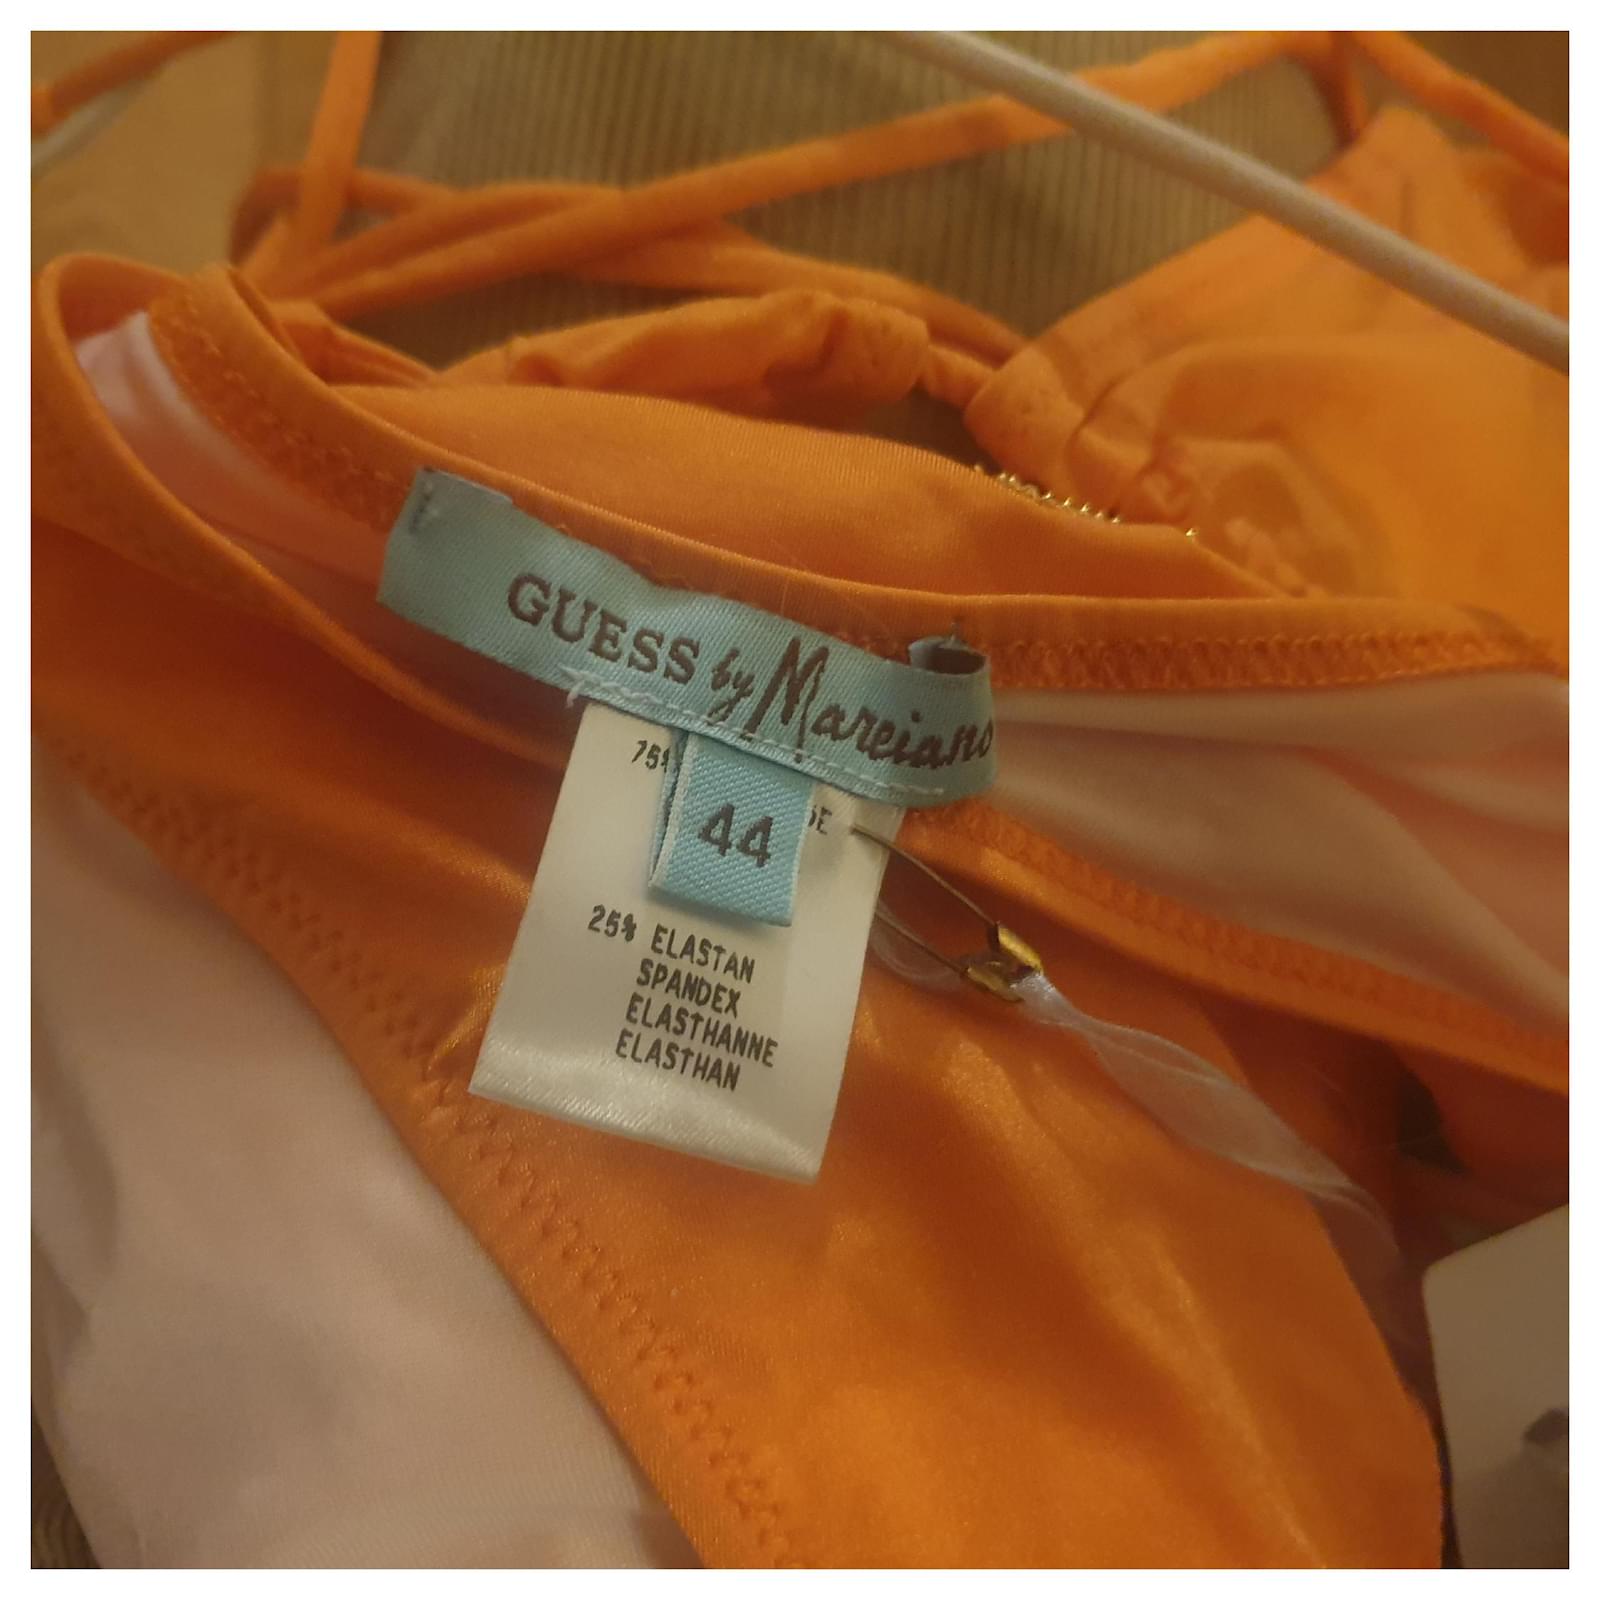 GUESS by Marciano
75%
44
25% ELASTAN
SPANDEX
ELASTHANNE
ELASTHAN